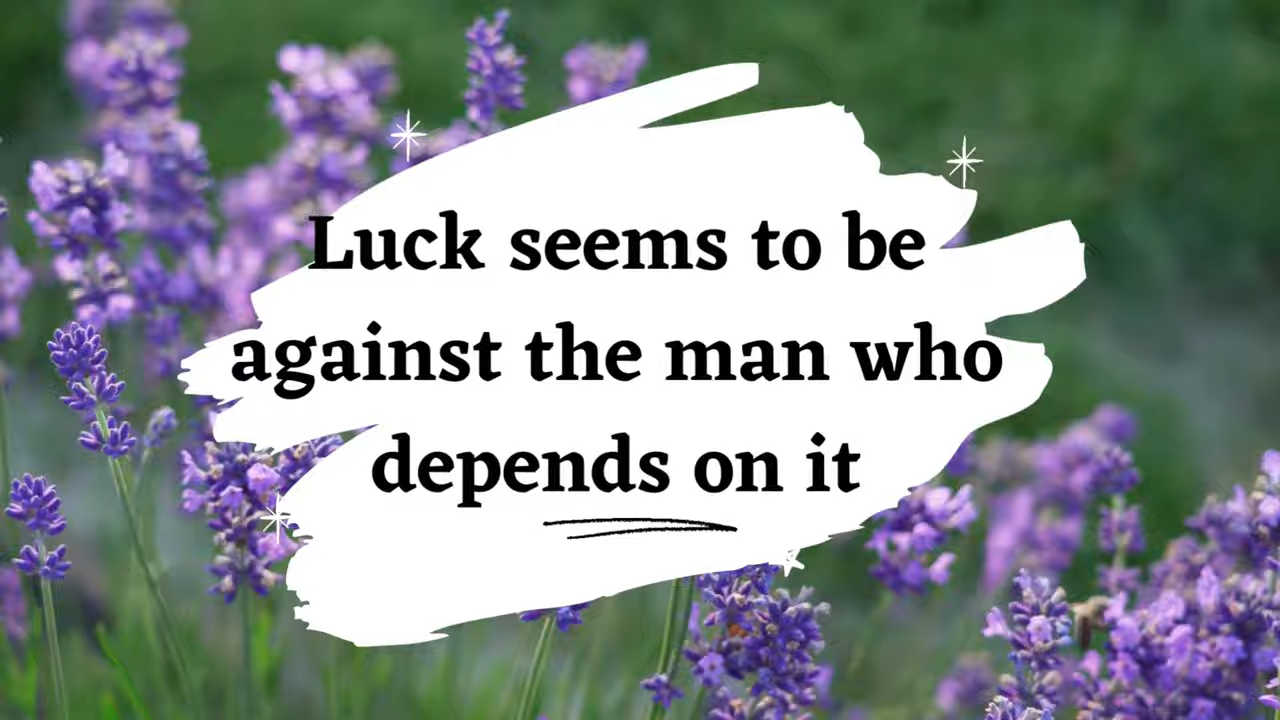 Luck seems to be
against the man who
depends on it